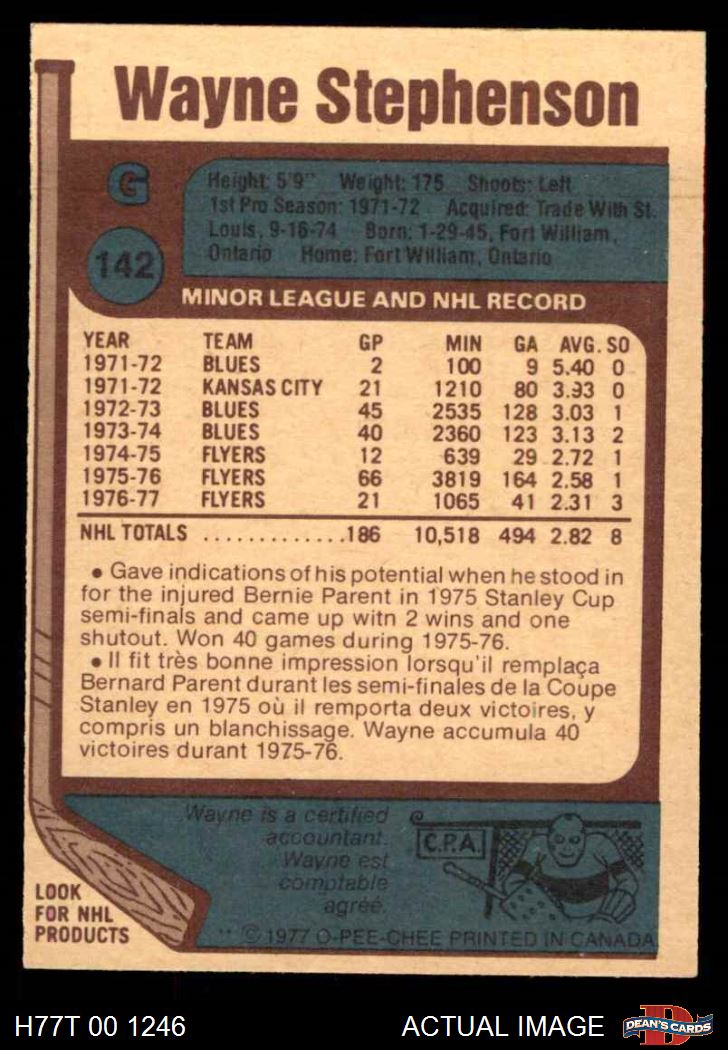 Wayne Stephenson
G
Height: 5'9" Weight: 175 Shoots: Left
1st Pro Season: 1971-72 Acquired: Trade With St.
Louis, 9-16-74 Born: 1-29-45, Fort William,
Ontario Home: Fort William, Ontario
142
MINOR LEAGUE AND NHL RECORD
YEAR TEAM GP MIN GA AVG. SO
1971-72 BLUES 2 100 9 5.40 0
1971-72 KANSAS CITY 21 1210 80 3.93 0
1972-73 BLUES 45 2535 128 3.03 1
1973-74 BLUES 40 2360 123 3.13 2
1974-75 FLYERS 12 639 29 2.72 1
1975-76 FLYERS 66 3819 164 2.58 1
1976-77 FLYERS 21 1065 41 2.31 3
NHL TOTALS .............186 10,518 494 2.82 8
• Gave indications of his potential when he stood in
for the injured Bernie Parent in 1975 Stanley Cup
semi-finals and came up witn 2 wins and one
shutout. Won 40 games during 1975-76.
• Il fit très bonne impression lorsqu'il remplaça
Bernard Parent durant les semi-finales de la Coupe
Stanley en 1975 où il remporta deux victoires, y
compris un blanchissage. Wayne accumula 40
victoires durant 1975-76.
Wayne is a certified
accountant.
Wayne est
comptable
agréé.
C.P.A.
LOOK
FOR NHL
PRODUCTS
** © 1977 O-PEE-CHEE PRINTED IN CANADA
H77T 00 1246
ACTUAL IMAGE
D
DEAN'S CARDS